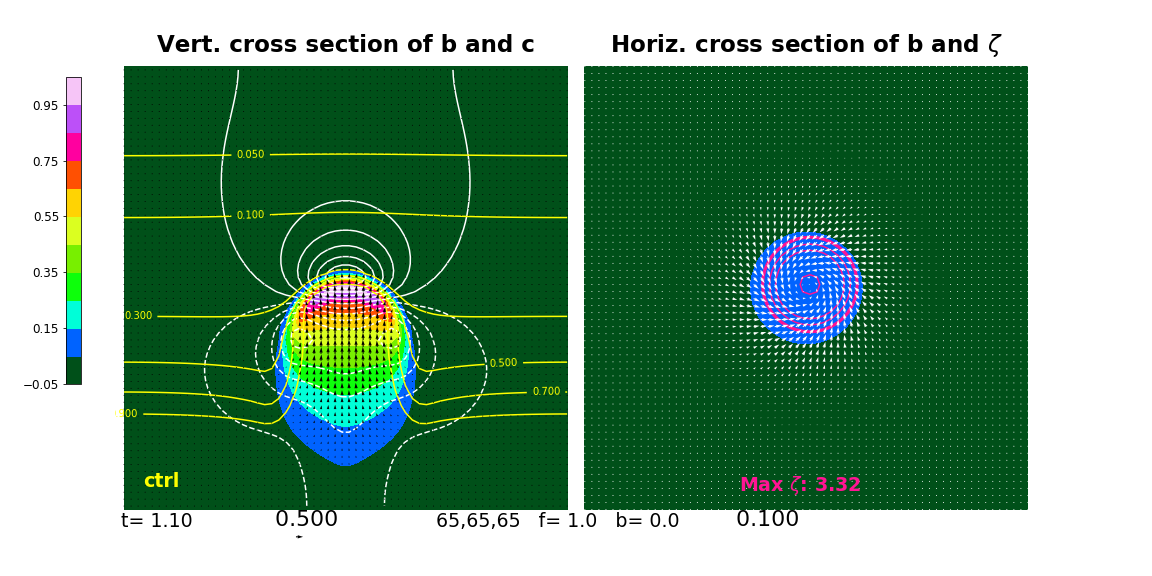 Vert. cross section of b and c
Horiz. cross section of b and ζ
0.95
0.75
0.55
0.35
0.15
−0.05
0.050
0.100
0.300
0.500
0.700
.500
ctrl
Max ζ: 3.32
t= 1.10
0.500
65,65,65
f= 1.0
b= 0.0
0.100